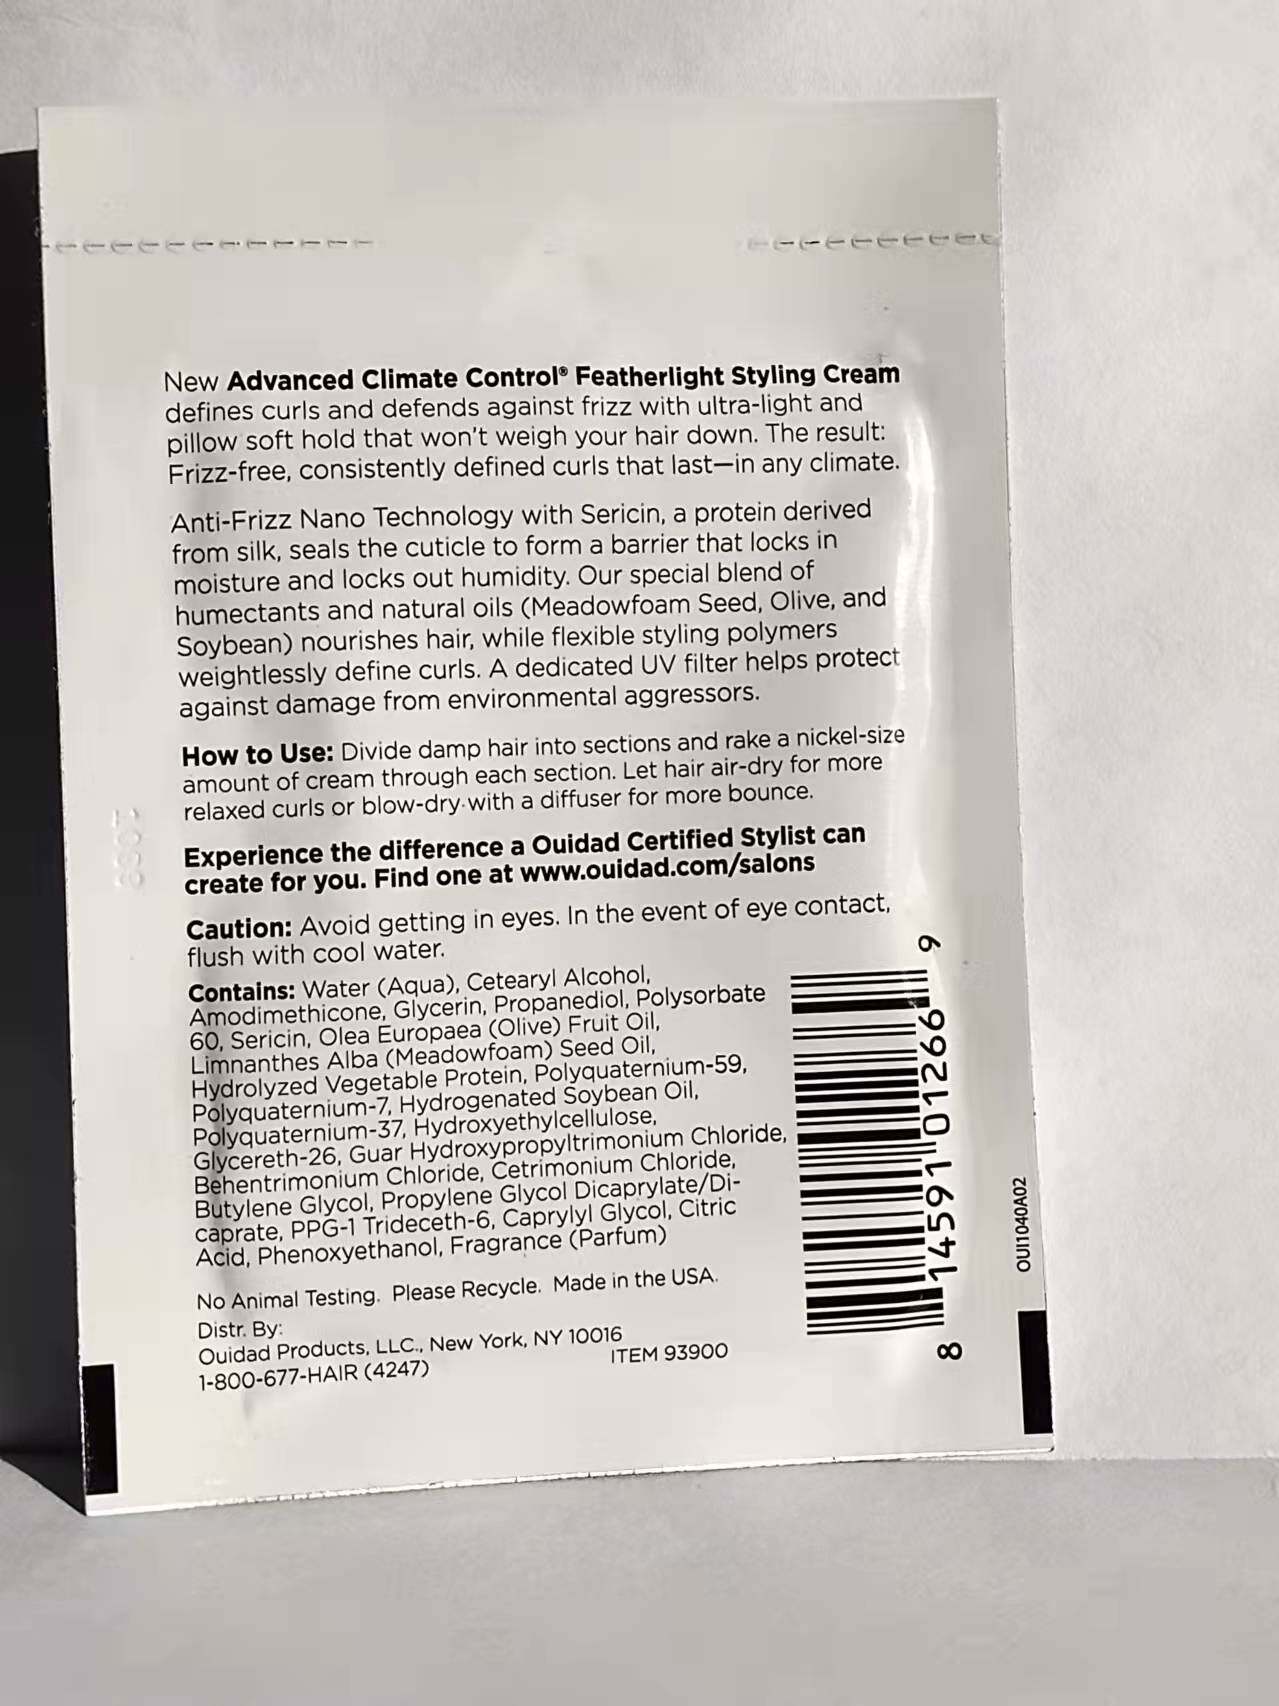 New Advanced Climate Control® Featherlight Styling Cream
defines curls and defends against frizz with ultra-light and
pillow soft hold that won't weigh your hair down. The result:
Frizz-free, consistently defined curls that last—in any climate.
Anti-Frizz Nano Technology with Sericin, a protein derived
from silk, seals the cuticle to form a barrier that locks in
moisture and locks out humidity. Our special blend of
humectants and natural oils (Meadowfoam Seed, Olive, and
Soybean) nourishes hair, while flexible styling polymers
weightlessly define curls. A dedicated UV filter helps protect
against damage from environmental aggressors.
How to Use: Divide damp hair into sections and rake a nickel-size
amount of cream through each section. Let hair air-dry for more
relaxed curls or blow-dry with a diffuser for more bounce.
Experience the difference a Ouidad Certified Stylist can
create for you. Find one at www.ouidad.com/salons
Caution: Avoid getting in eyes. In the event of eye contact,
flush with cool water.
Contains: Water (Aqua), Cetearyl Alcohol,
Amodimethicone, Glycerin, Propanediol, Polysorbate
60, Sericin, Olea Europaea (Olive) Fruit Oil,
Limnanthes Alba (Meadowfoam) Seed Oil,
Hydrolyzed Vegetable Protein, Polyquaternium-59,
Polyquaternium-7, Hydrogenated Soybean Oil,
Polyquaternium-37, Hydroxyethylcellulose,
Glycereth-26, Guar Hydroxypropyltrimonium Chloride,
Behentrimonium Chloride, Cetrimonium Chloride,
Butylene Glycol, Propylene Glycol Dicaprylate/Di-
caprate, PPG-1 Trideceth-6, Caprylyl Glycol, Citric
Acid, Phenoxyethanol, Fragrance (Parfum)
No Animal Testing. Please Recycle. Made in the USA.
Distr. By:
Ouidad Products, LLC., New York, NY 10016
1-800-677-HAIR (4247)
ITEM 93900
8 14591 01266 9
OUI1040A02